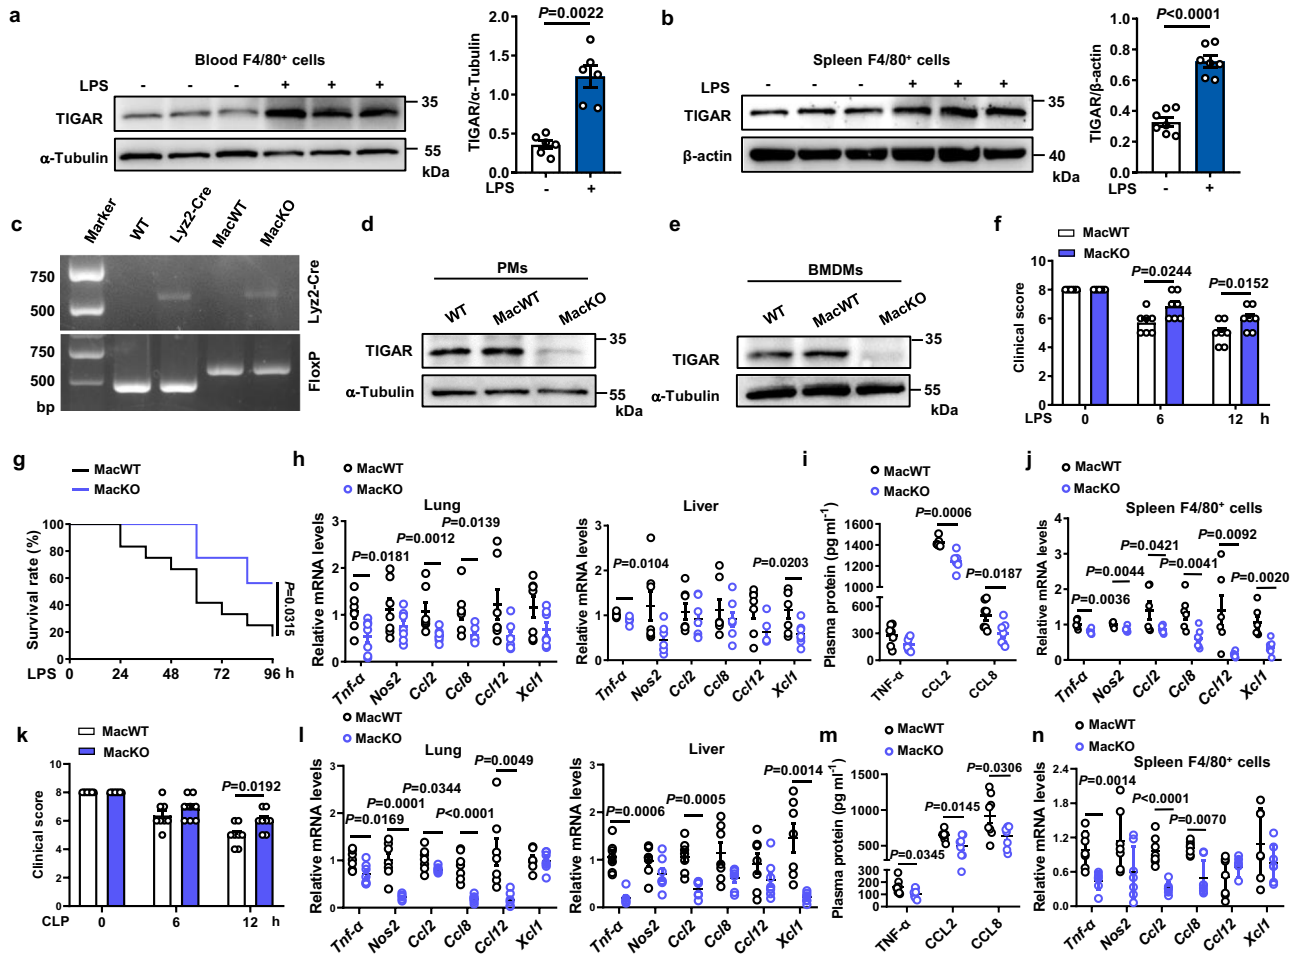 a
Blood F4/80⁺ cells
LPS - - - + + +
TIGAR
35
α-Tubulin
55
kDa
P=0.0022
TIGAR/α-Tubulin
2.0
1.5
1.0
0.5
0.0
LPS - +
b
Spleen F4/80⁺ cells
LPS - - - + + +
TIGAR
35
β-actin
40
kDa
P<0.0001
TIGAR/β-actin
1.0
0.8
0.6
0.4
0.2
0.0
LPS - +
c
Marker WT Lyz2-Cre MacWT MacKO
750
500
Lyz2-Cre
750
500
bp
FloxP
d
PMs
WT MacWT MacKO
TIGAR
35
α-Tubulin
55
kDa
e
BMDMs
WT MacWT MacKO
TIGAR
35
α-Tubulin
55
kDa
f
MacWT
MacKO
P=0.0244
P=0.0152
Clinical score
10
8
6
4
2
0
LPS 0 6 12 h
g
MacWT
MacKO
Survival rate (%)
100
80
60
40
20
0
P=0.0315
LPS 0 24 48 72 96 h
h
MacWT
MacKO
Lung
Relative mRNA levels
3
2
1
0
P=0.0181
P=0.0012
P=0.0139
Tnf-α Nos2 Ccl2 Ccl8 Ccl12 Xcl1
Liver
Relative mRNA levels
3
2
1
0
P=0.0104
P=0.0203
Tnf-α Nos2 Ccl2 Ccl8 Ccl12 Xcl1
i
MacWT
MacKO
Plasma protein (pg ml⁻¹)
1600
1400
1200
600
300
0
P=0.0006
P=0.0187
TNF-α CCL2 CCL8
j
MacWT
MacKO
Spleen F4/80⁺ cells
Relative mRNA levels
4
3
2
1
0
P=0.0036
P=0.0044
P=0.0421
P=0.0041
P=0.0092
P=0.0020
Tnf-α Nos2 Ccl2 Ccl8 Ccl12 Xcl1
k
MacWT
MacKO
P=0.0192
Clinical score
10
8
6
4
2
0
CLP 0 6 12 h
l
MacWT
MacKO
Lung
Relative mRNA levels
3
2
1
0
P=0.0169
P=0.0001
P=0.0344
P<0.0001
P=0.0049
Tnf-α Nos2 Ccl2 Ccl8 Ccl12 Xcl1
Liver
Relative mRNA levels
3
2
1
0
P=0.0006
P=0.0005
P=0.0014
Tnf-α Nos2 Ccl2 Ccl8 Ccl12 Xcl1
m
MacWT
MacKO
Plasma protein (pg ml⁻¹)
1500
1000
500
300
200
100
0
P=0.0345
P=0.0145
P=0.0306
TNF-α CCL2 CCL8
n
MacWT
MacKO
Spleen F4/80⁺ cells
Relative mRNA levels
2.4
1.8
1.2
0.6
0.0
P=0.0014
P<0.0001
P=0.0070
Tnf-α Nos2 Ccl2 Ccl8 Ccl12 Xcl1